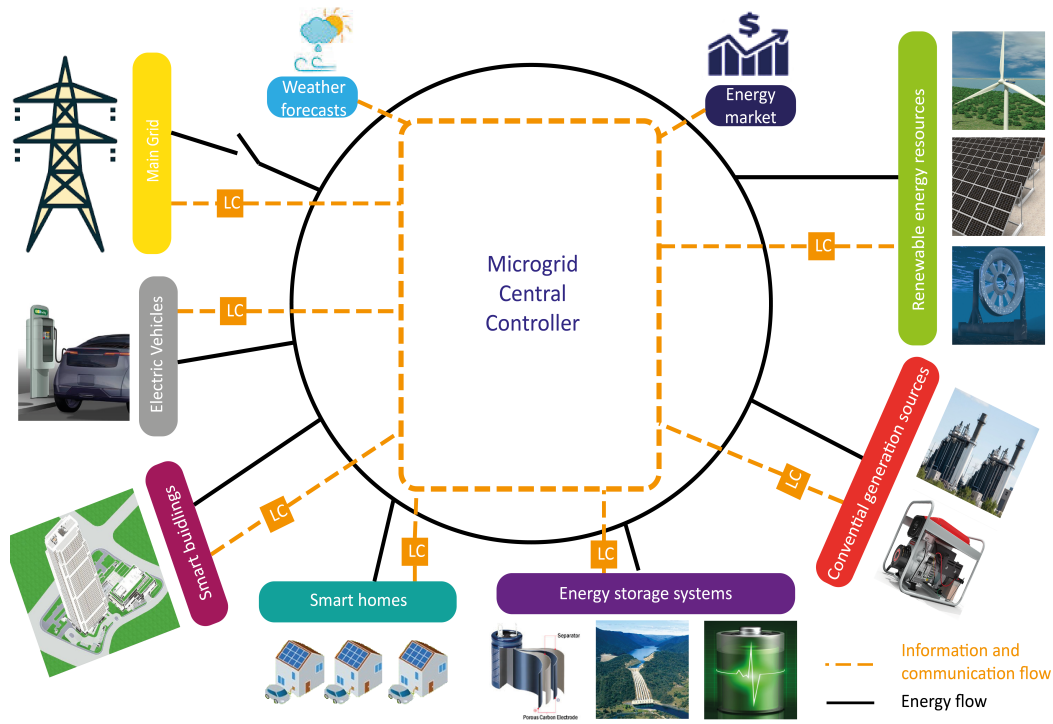 Weather
forecasts
$
Energy
market
Main Grid
LC
Renewable energy resources
LC
Microgrid
Central
Controller
Electric Vehicles
LC
Convential generation sources
LC
Smart buildings
LC
LC
LC
Smart homes
Energy storage systems
Separator
Porous Carbon Electrode
Information and
communication flow
Energy flow